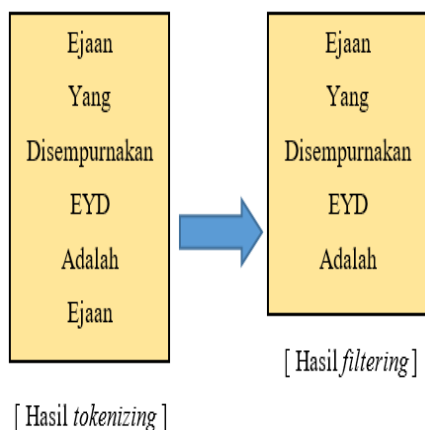 Ejaan
Yang
Disempurnakan
EYD
Adalah
Ejaan
[ Hasil tokenizing ]
Ejaan
Yang
Disempurnakan
EYD
Adalah
[ Hasil filtering ]